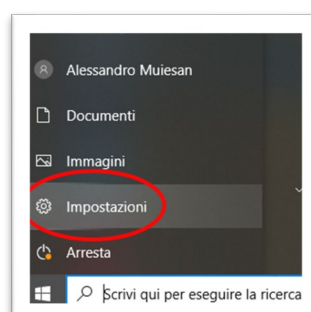 Alessandro Muiesan
Documenti
Immagini
Impostazioni
Arresta
Scrivi qui per eseguire la ricerca